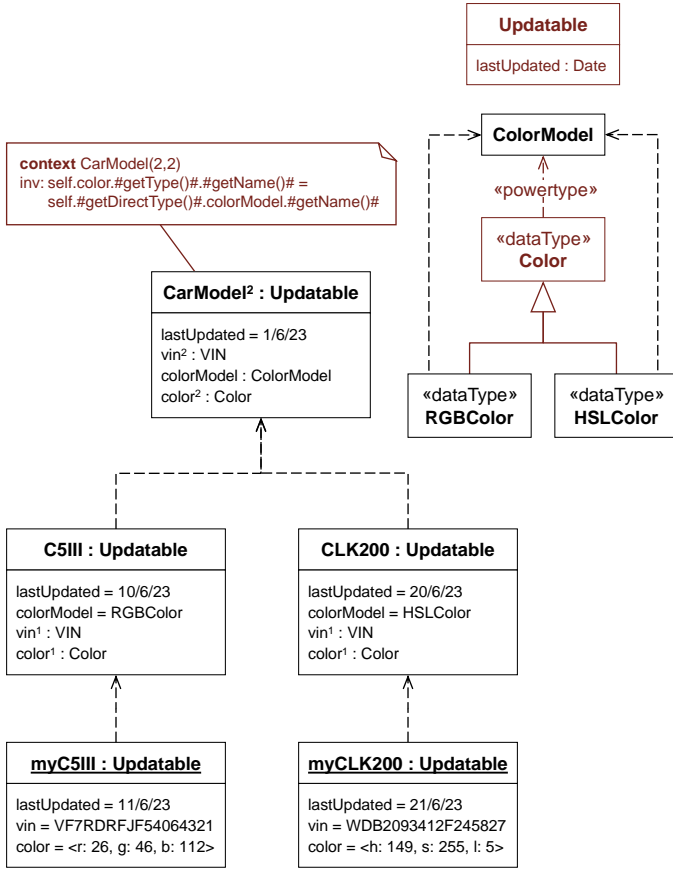 Updatable
lastUpdated : Date
ColorModel
«powertype»
«dataType»
Color
«dataType»
RGBColor
«dataType»
HSLColor
context CarModel(2,2)
inv: self.color.#getType()#.#getName()# =
self.#getDirectType()#.colorModel.#getName()#
CarModel² : Updatable
lastUpdated = 1/6/23
vin² : VIN
colorModel : ColorModel
color² : Color
C5III : Updatable
lastUpdated = 10/6/23
colorModel = RGBColor
vin¹ : VIN
color¹ : Color
CLK200 : Updatable
lastUpdated = 20/6/23
colorModel = HSLColor
vin¹ : VIN
color¹ : Color
myC5III : Updatable
lastUpdated = 11/6/23
vin = VF7RDRFJF54064321
color = <r: 26, g: 46, b: 112>
myCLK200 : Updatable
lastUpdated = 21/6/23
vin = WDB2093412F245827
color = <h: 149, s: 255, l: 5>